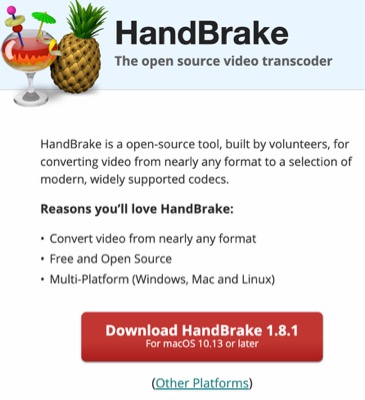 HandBrake
The open source video transcoder
HandBrake is a open-source tool, built by volunteers, for
converting video from nearly any format to a selection of
modern, widely supported codecs.
Reasons you'll love HandBrake:
• Convert video from nearly any format
• Free and Open Source
• Multi-Platform (Windows, Mac and Linux)
Download HandBrake 1.8.1
For macOS 10.13 or later
(Other Platforms)